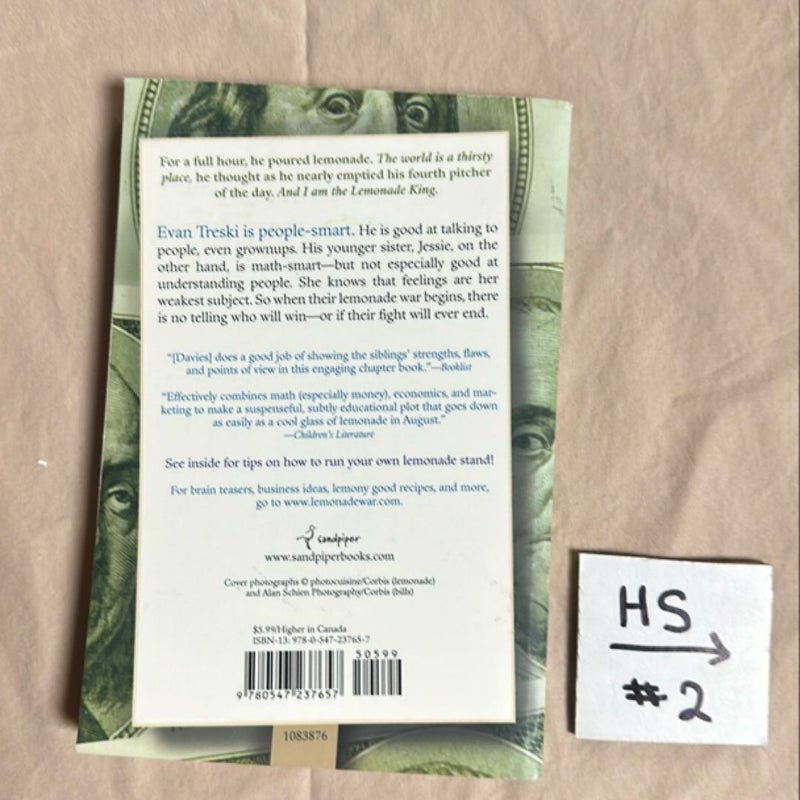 For a full hour, he poured lemonade. The world is a thirsty
place, he thought as he nearly emptied his fourth pitcher
of the day. And I am the Lemonade King.
Evan Treski is people-smart. He is good at talking to
people, even grownups. His younger sister, Jessie, on the
other hand, is math-smart—but not especially good at
understanding people. She knows that feelings are her
weakest subject. So when their lemonade war begins, there
is no telling who will win—or if their fight will ever end.
“[Davies] does a good job of showing the siblings’ strengths, flaws,
and points of view in this engaging chapter book.”—Booklist
“Effectively combines math (especially money), economics, and mar-
keting to make a suspenseful, subtly educational plot that goes down
as easily as a cool glass of lemonade in August.”
—Children’s Literature
See inside for tips on how to run your own lemonade stand!
For brain teasers, business ideas, lemony good recipes, and more,
go to www.lemonadewar.com.
sandpiper
www.sandpiperbooks.com
Cover photographs © photocuisine/Corbis (lemonade)
and Alan Schein Photography/Corbis (bills)
$5.99/Higher in Canada
ISBN-13: 978-0-547-23765-7
50599
9 780547 237657
1083876
HS
#2